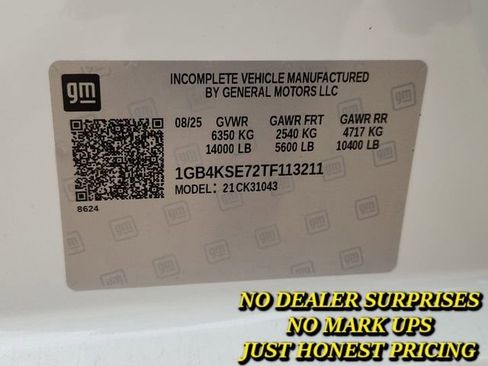 gm
INCOMPLETE VEHICLE MANUFACTURED
BY GENERAL MOTORS LLC
08/25 GVWR GAWR FRT GAWR RR
6350 KG 2540 KG 4717 KG
14000 LB 5600 LB 10400 LB
1GB4KSE72TF113211
MODEL: 21CK31043
8624
NO DEALER SURPRISES
NO MARK UPS
JUST HONEST PRICING